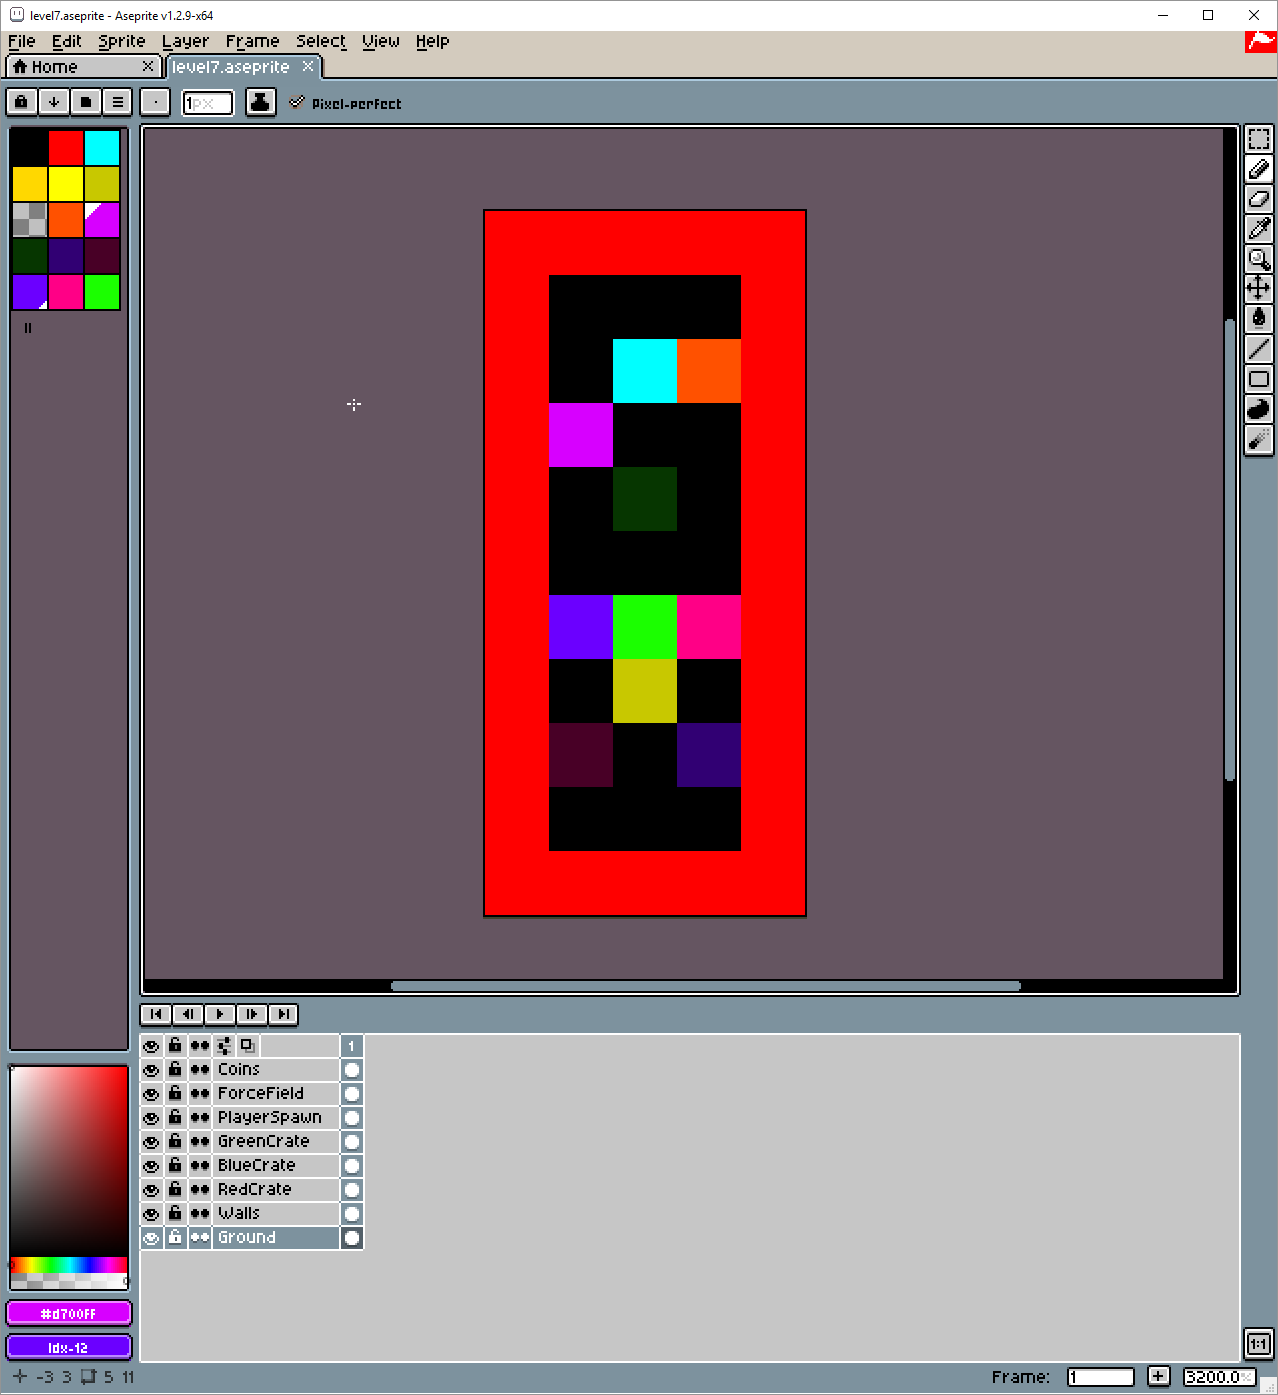 level7.aseprite - Aseprite v1.2.9-x64
File Edit Sprite Layer Frame Select View Help
Home
level7.aseprite
1px
Pixel-perfect
1
Coins
ForceField
PlayerSpawn
GreenCrate
BlueCrate
RedCrate
Walls
Ground
#d700FF
Idx-12
-3 3 5 11
Frame: 1
3200.0%
1:1